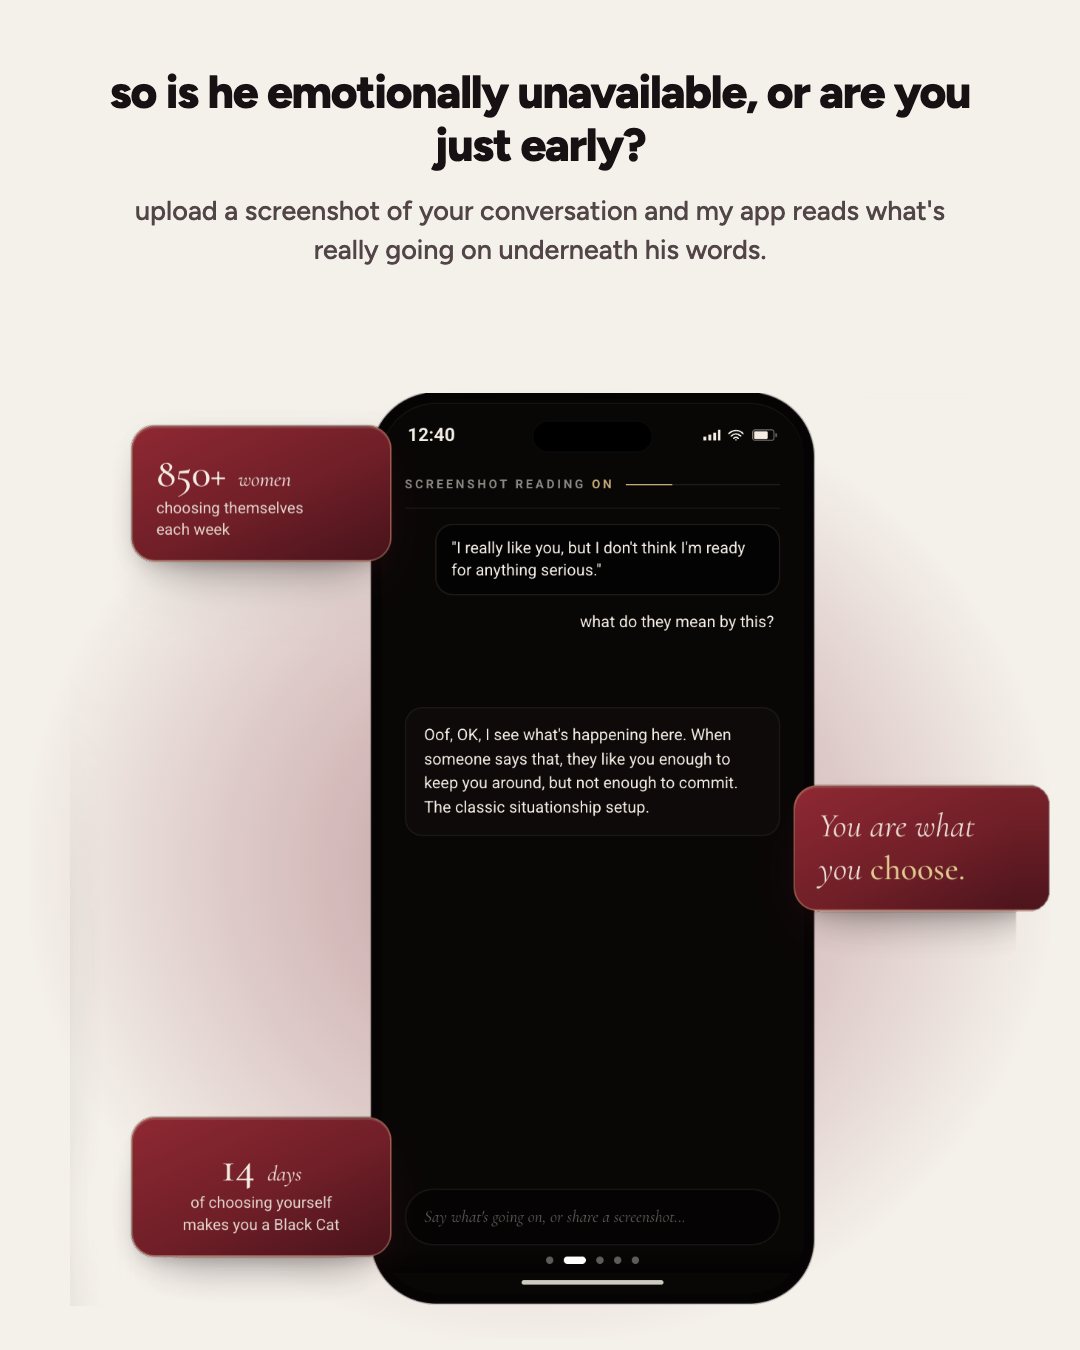 so is he emotionally unavailable, or are you
just early?
upload a screenshot of your conversation and my app reads what's
really going on underneath his words.
12:40
850+ women
choosing themselves
each week
SCREENSHOT READING ON
"I really like you, but I don't think I'm ready
for anything serious."
what do they mean by this?
Oof, OK, I see what's happening here. When
someone says that, they like you enough to
keep you around, but not enough to commit.
The classic situationship setup.
You are what
you choose.
14 days
of choosing yourself
makes you a Black Cat
Say what's going on, or share a screenshot...